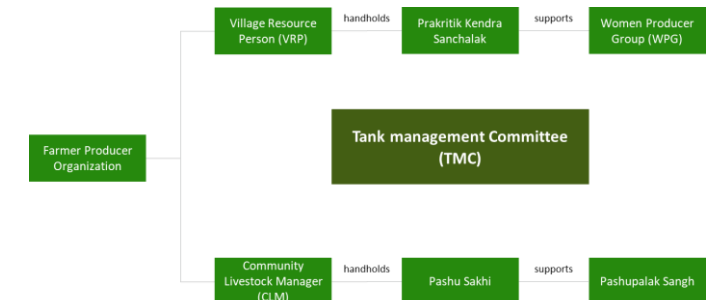 Village Resource
Person (VRP)
handholds
Prakritik Kendra
Sanchalak
supports
Women Producer
Group (WPG)
Tank management Committee
(TMC)
Farmer Producer
Organization
Community
Livestock Manager
(CLM)
handholds
Pashu Sakhi
supports
Pashupalak Sangh